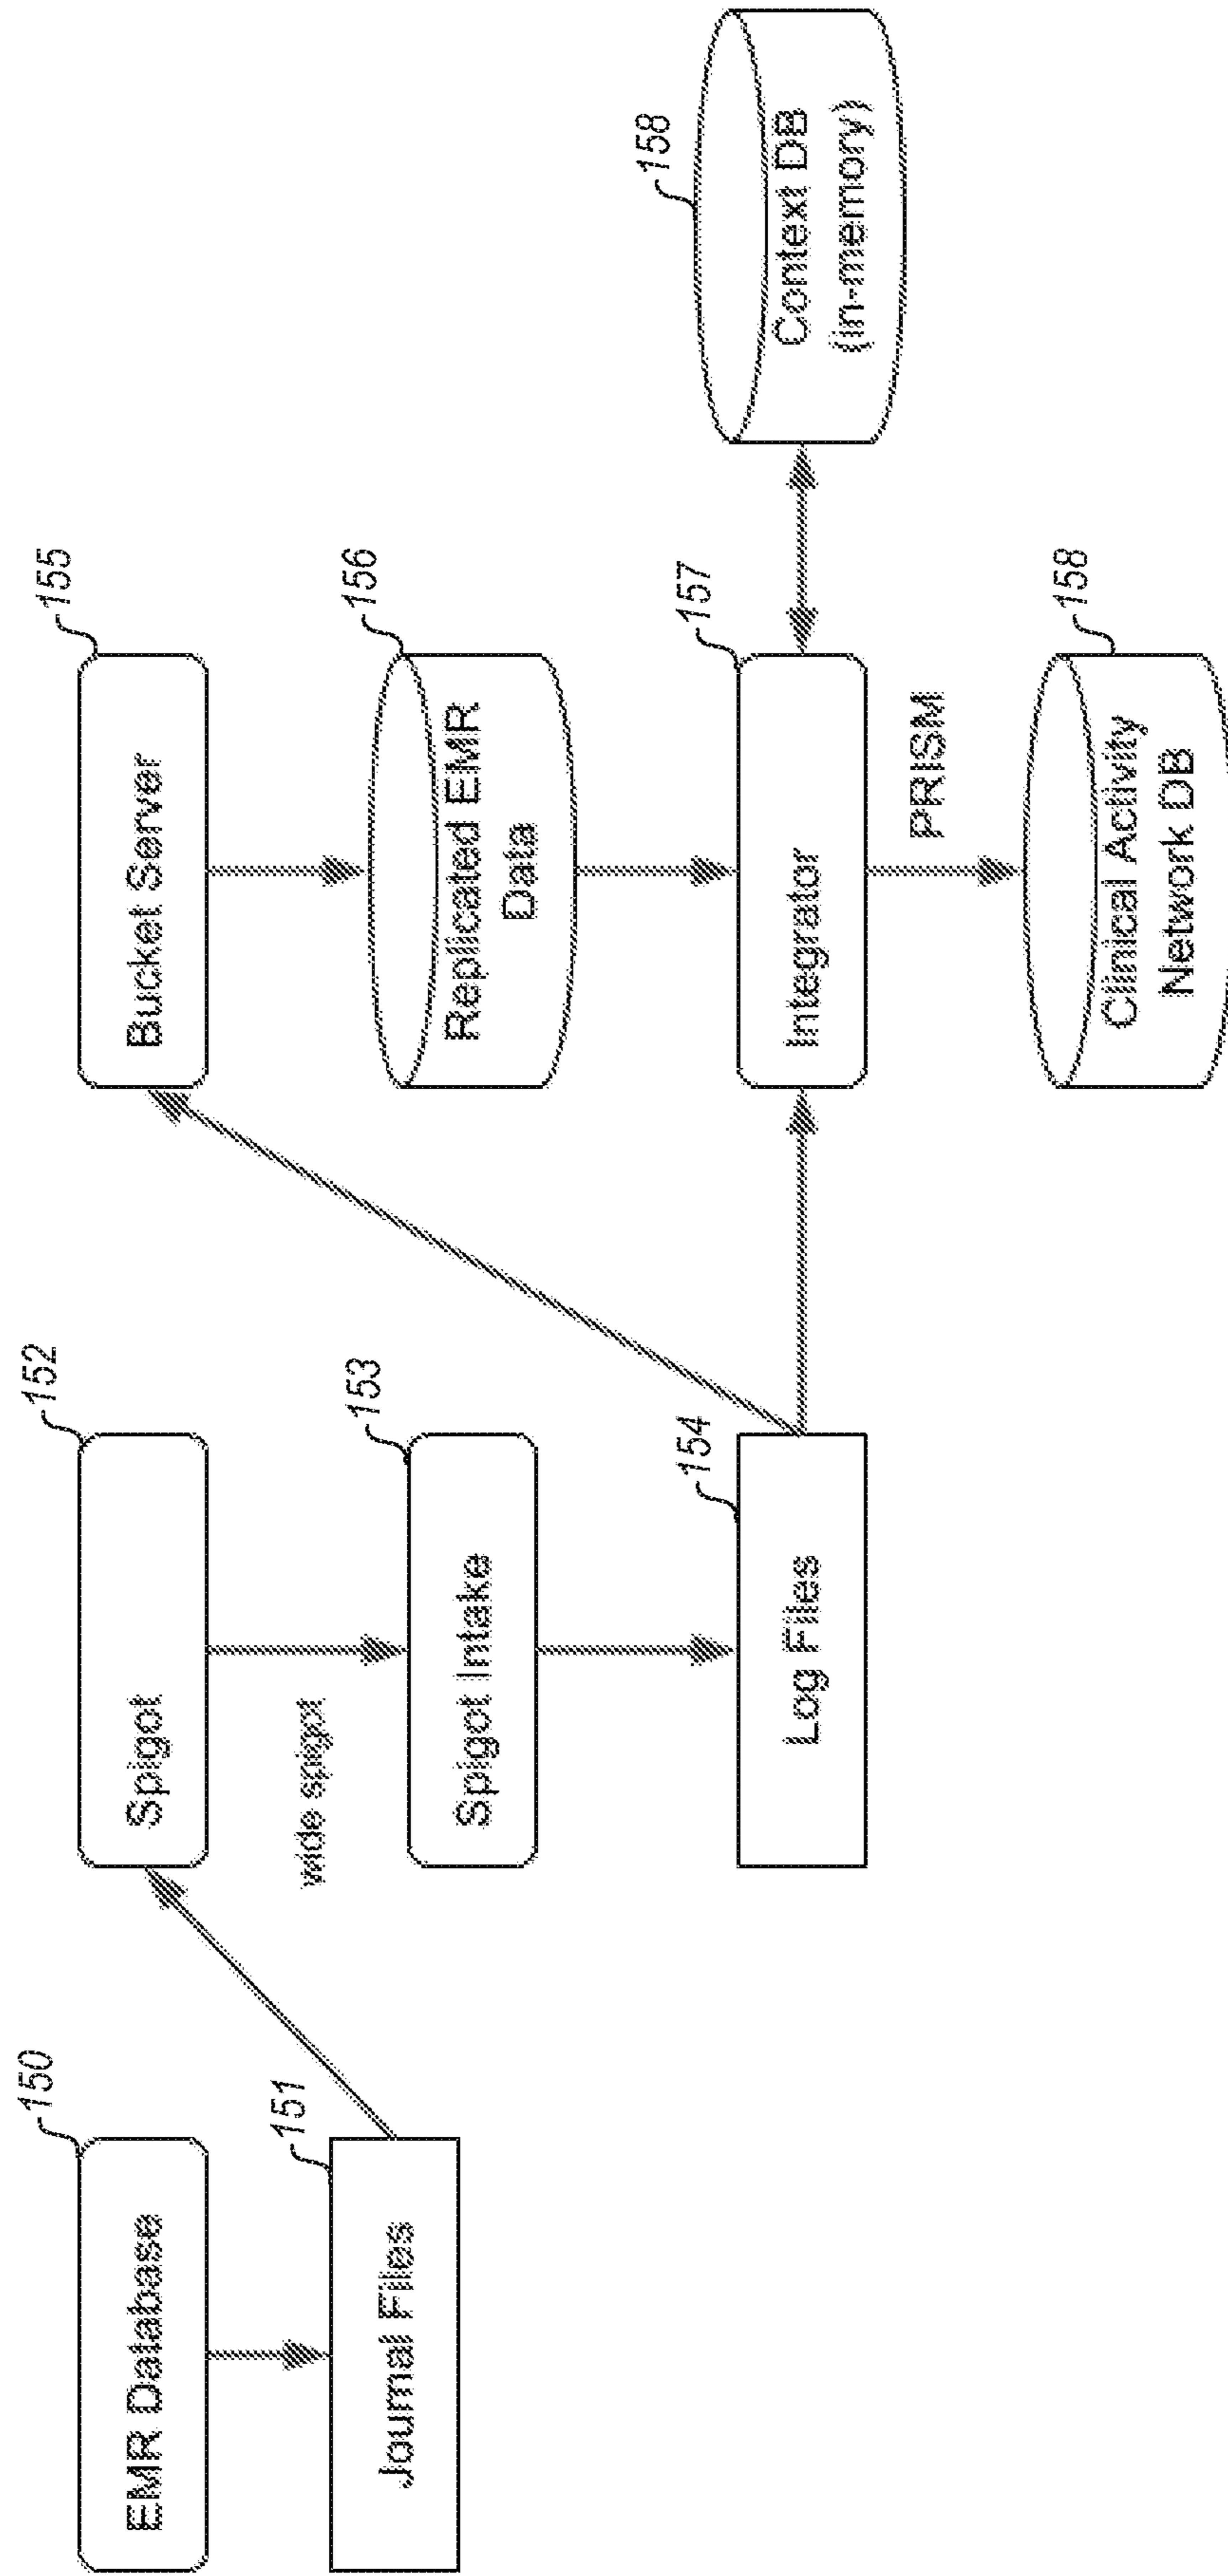 EMR Database
150
Journal Files
151
Spigot
152
wide spigot
Spigot Intake
153
Log Files
154
Bucket Server
155
Replicated EMR
Data
156
Integrator
157
PRISM
Clinical Activity
Network DB
158
Context DB
(in-memory)
158